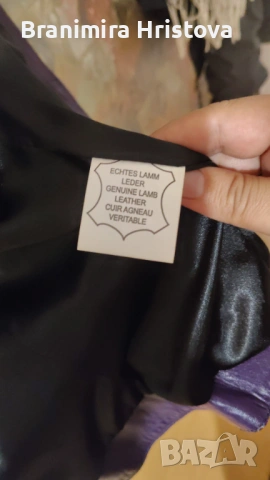 Branimira Hristova
ECHTES LAMM
LEDER
GENUINE LAMB
LEATHER
CUIR AGNEAU
VERITABLE
bazar